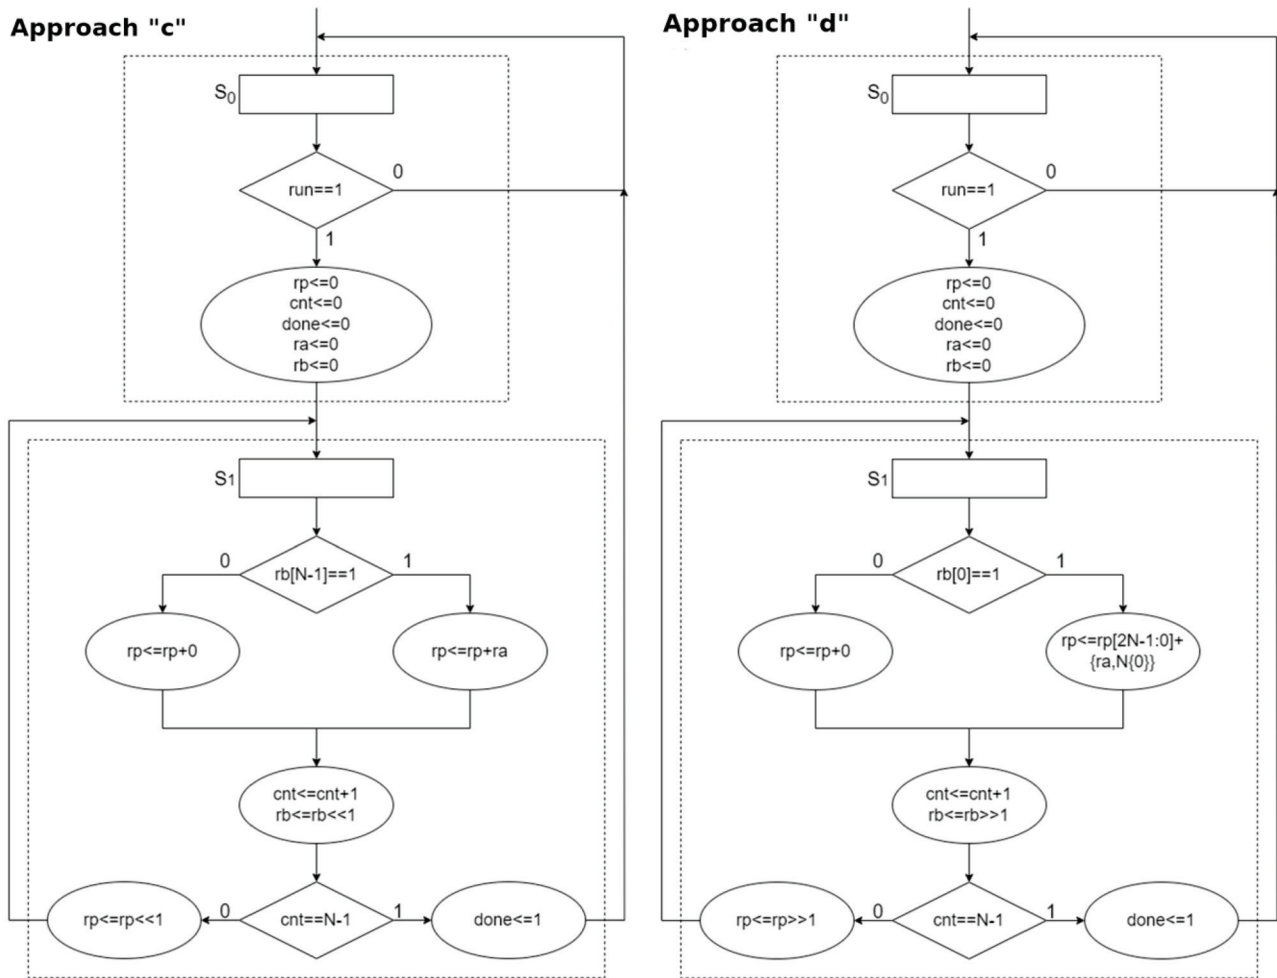 Approach "c"
S0
run==1
0
1
rp<=0
cnt<=0
done<=0
ra<=0
rb<=0
S1
0
rb[N-1]==1
1
rp<=rp+0
rp<=rp+ra
cnt<=cnt+1
rb<=rb<<1
rp<=rp<<1
0
cnt==N-1
1
done<=1
Approach "d"
S0
run==1
0
1
rp<=0
cnt<=0
done<=0
ra<=0
rb<=0
S1
0
rb[0]==1
1
rp<=rp+0
rp<=rp[2N-1:0]+
{ra,N{0}}
cnt<=cnt+1
rb<=rb>>1
rp<=rp>>1
0
cnt==N-1
1
done<=1